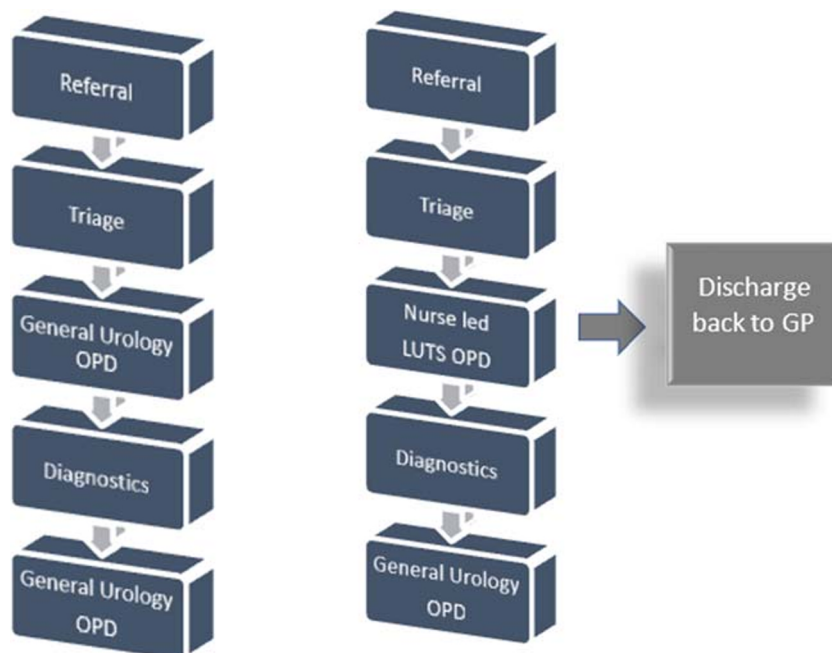 Referral
Triage
General Urology
OPD
Diagnostics
General Urology
OPD
Referral
Triage
Nurse led
LUTS OPD
Diagnostics
General Urology
OPD
Discharge
back to GP